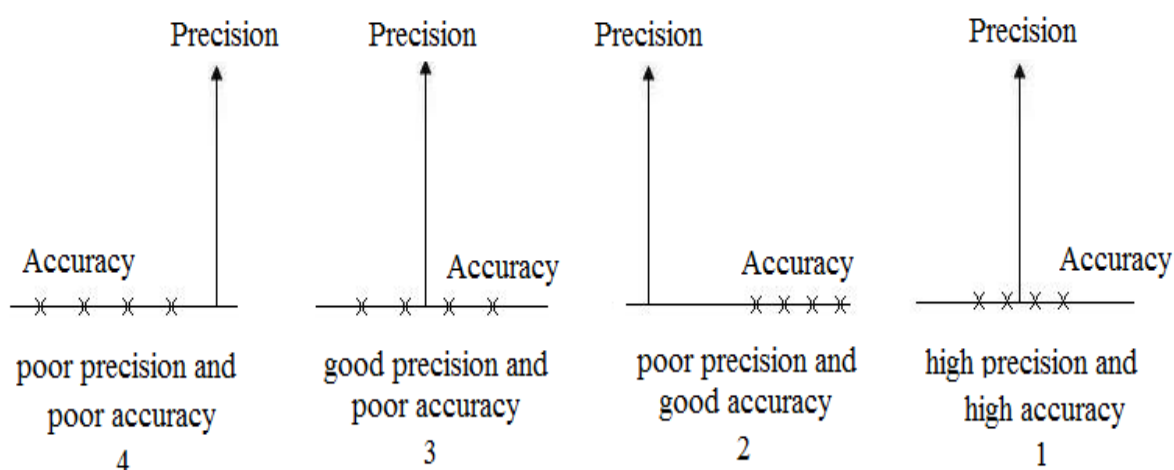 Precision
Precision
Precision
Precision
Accuracy
Accuracy
Accuracy
Accuracy
poor precision and
poor accuracy
4
good precision and
poor accuracy
3
poor precision and
good accuracy
2
high precision and
high accuracy
1